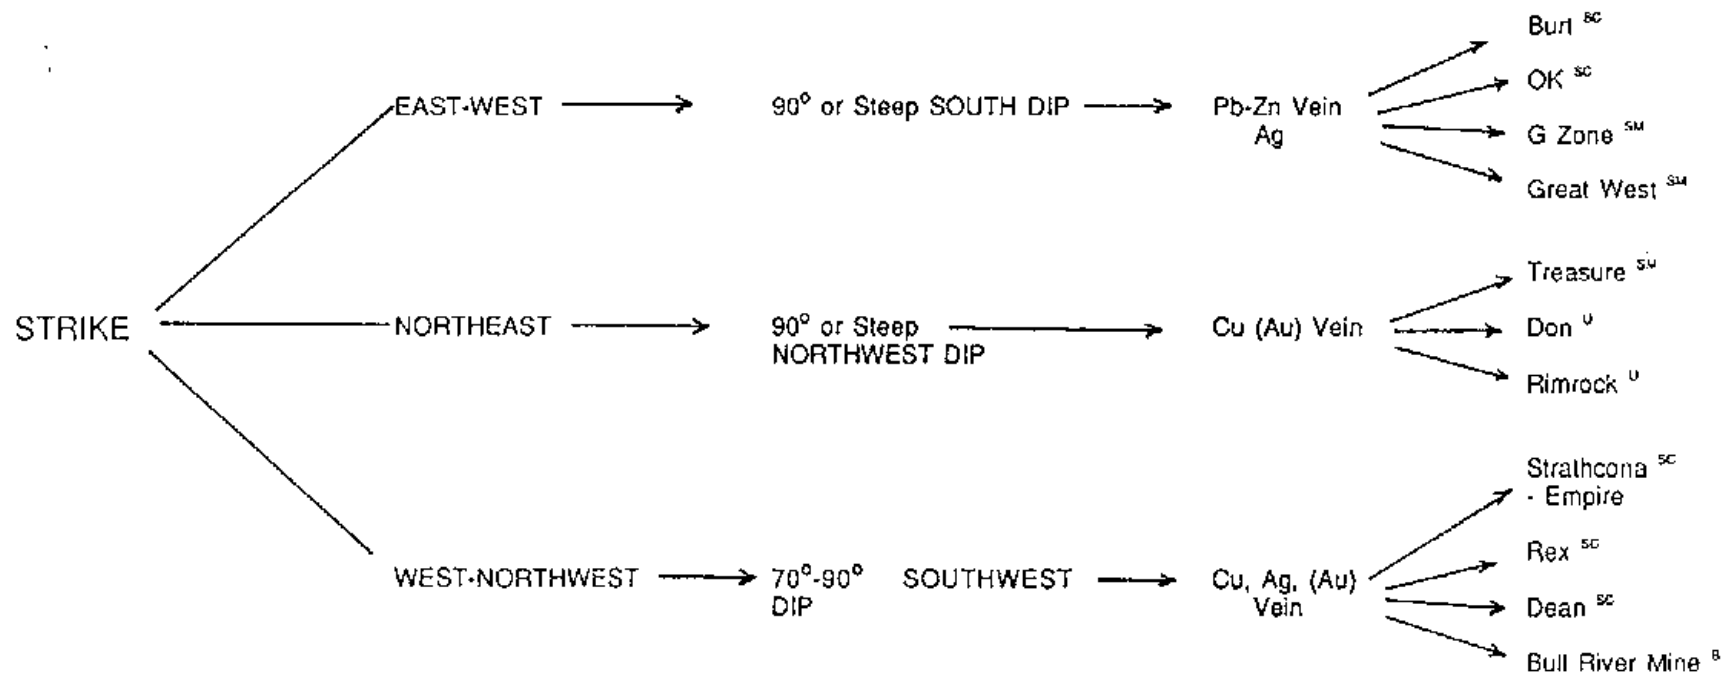 Burl SC
OK SC
EAST-WEST
90° or Steep SOUTH DIP
Pb-Zn Vein
Ag
G Zone SM
Great West SM
Treasure SM
STRIKE
NORTHEAST
90° or Steep
NORTHWEST DIP
Cu (Au) Vein
Don U
Rimrock U
Strathcona SC
- Empire
Rex SC
WEST-NORTHWEST
70°-90° SOUTHWEST
DIP
Cu, Ag, (Au)
Vein
Dean SC
Bull River Mine B